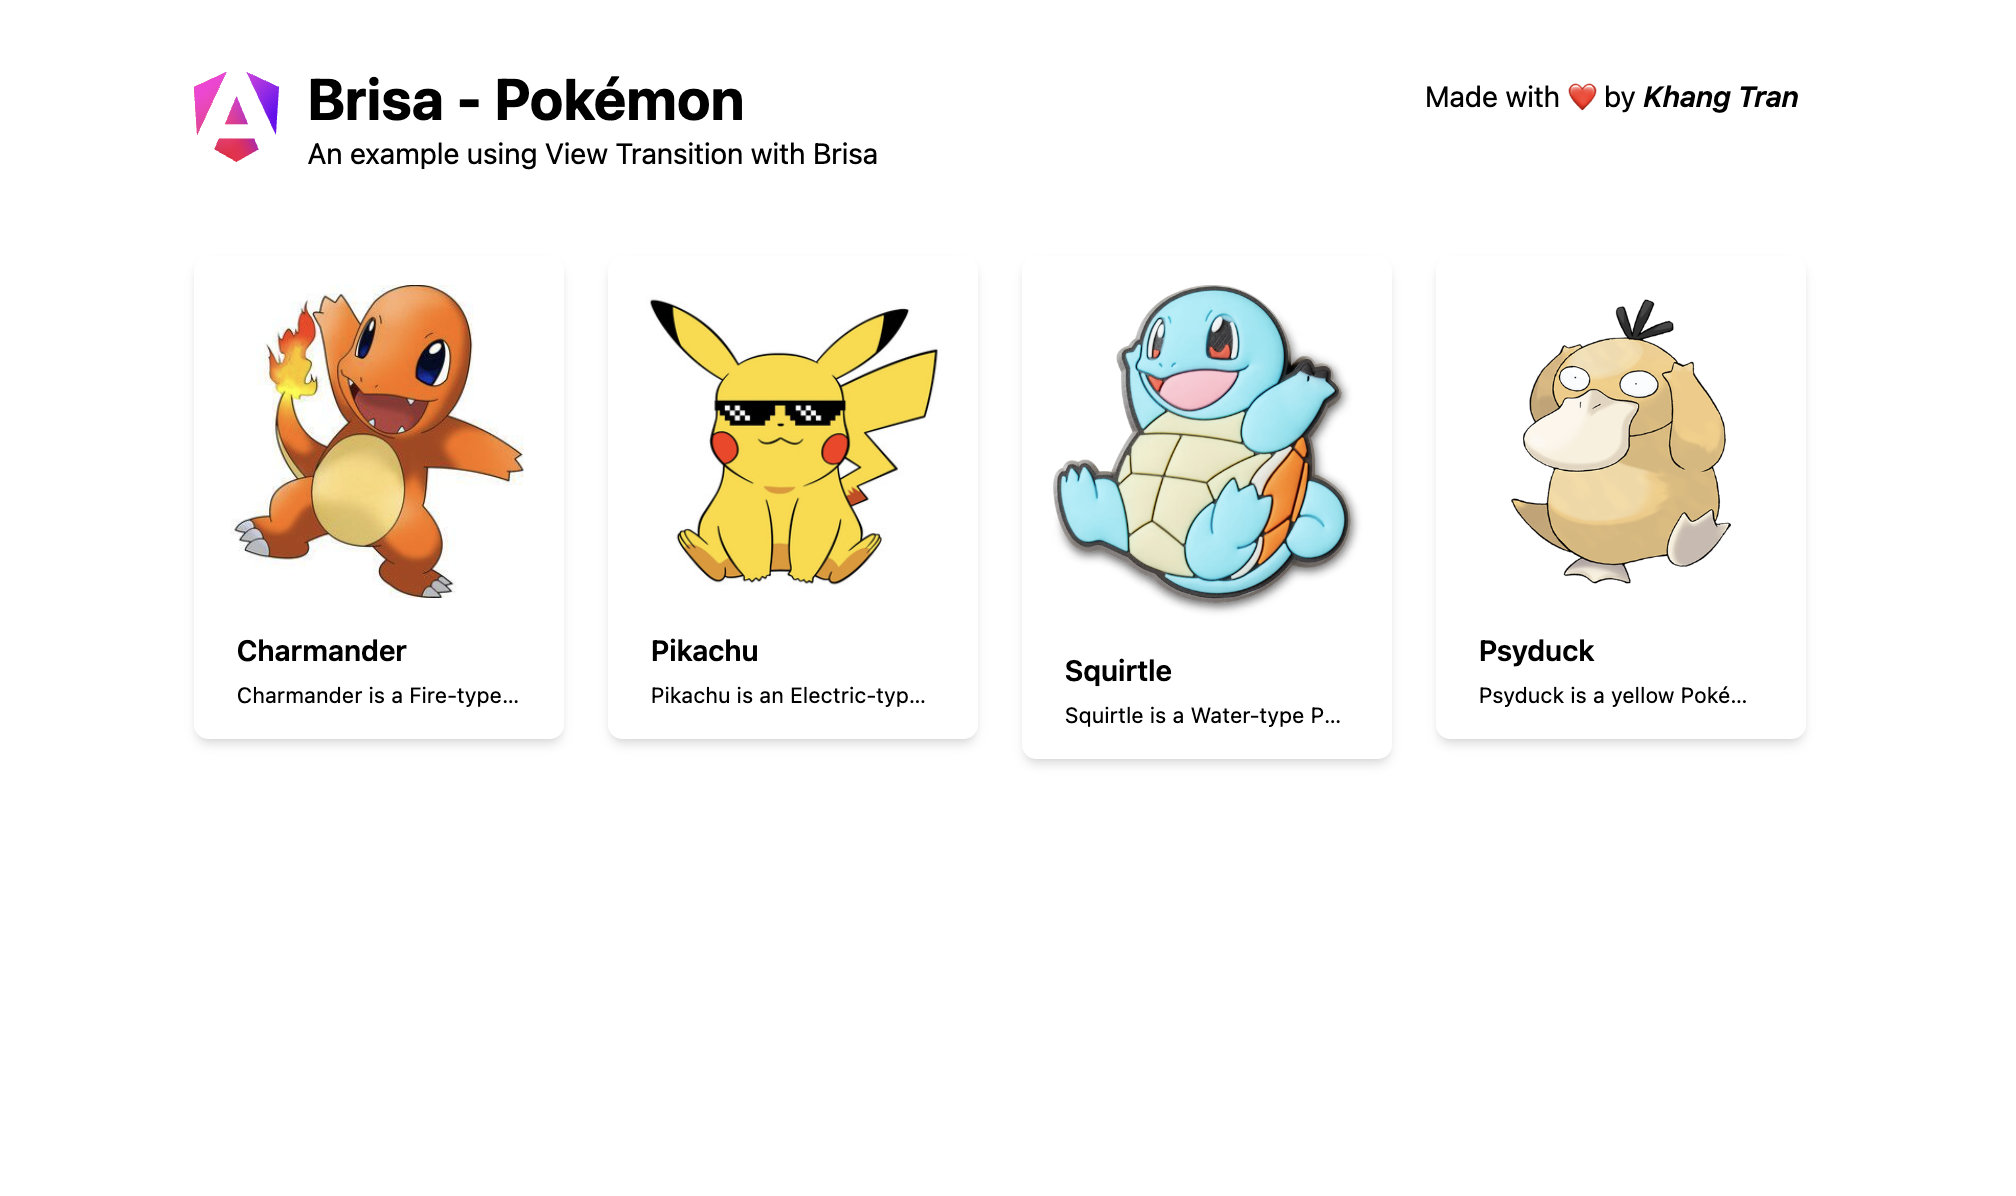 Brisa - Pokémon
An example using View Transition with Brisa
Made with ❤️ by Khang Tran
Charmander
Charmander is a Fire-type...
Pikachu
Pikachu is an Electric-typ...
Squirtle
Squirtle is a Water-type P...
Psyduck
Psyduck is a yellow Poké...